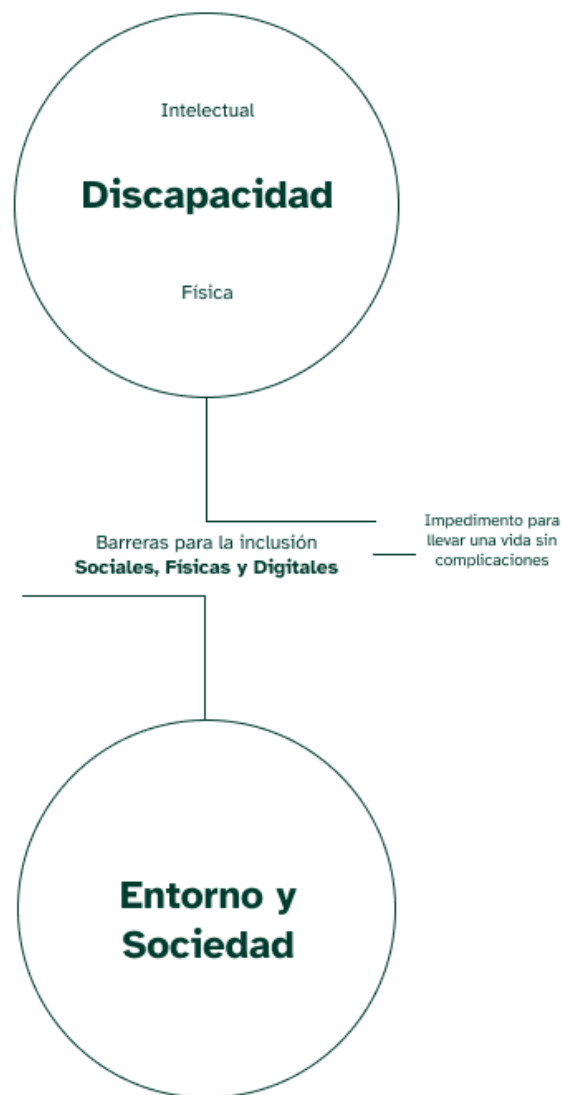 Intelectual
Discapacidad
Física
Barreras para la inclusión
Sociales, Físicas y Digitales
Impedimento para
llevar una vida sin
complicaciones
Entorno y
Sociedad